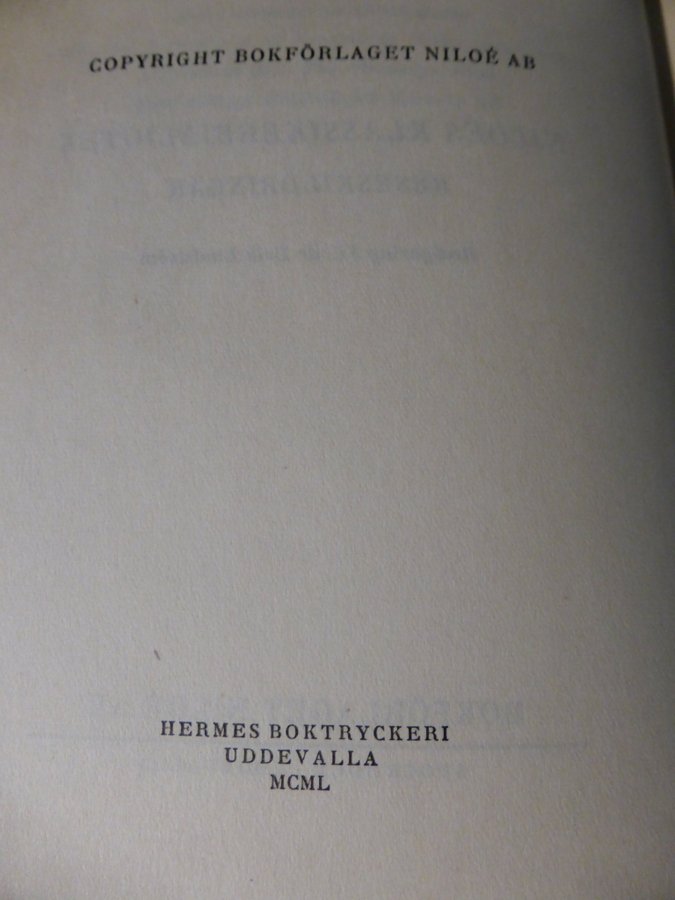 COPYRIGHT BOKFÖRLAGET NILOÉ AB
HERMES BOKTRYCKERI
UDDEVALLA
MCML